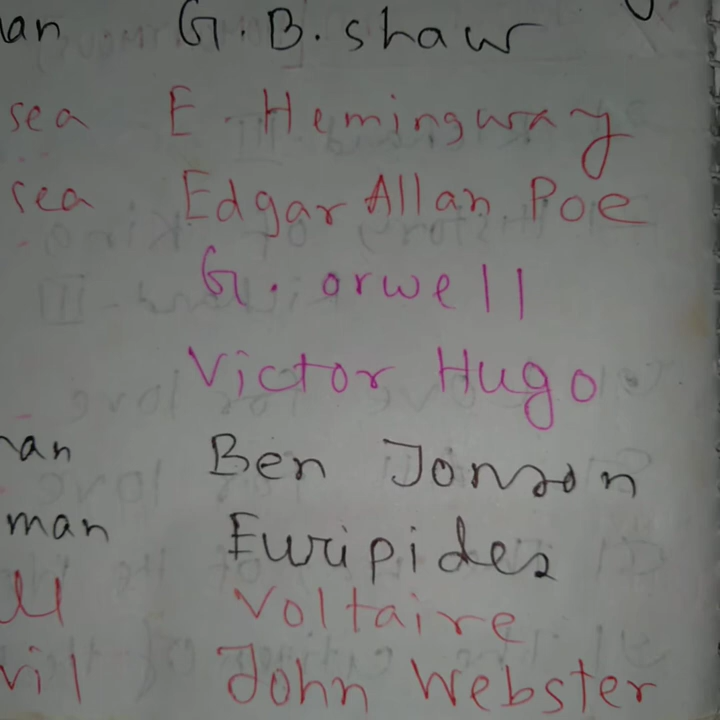 an G.B. Shaw
sea E. Hemingway
sea Edgar Allan Poe
G. orwell
Victor Hugo
an Ben Jonson
man Euripides
Voltaire
vil John Webster